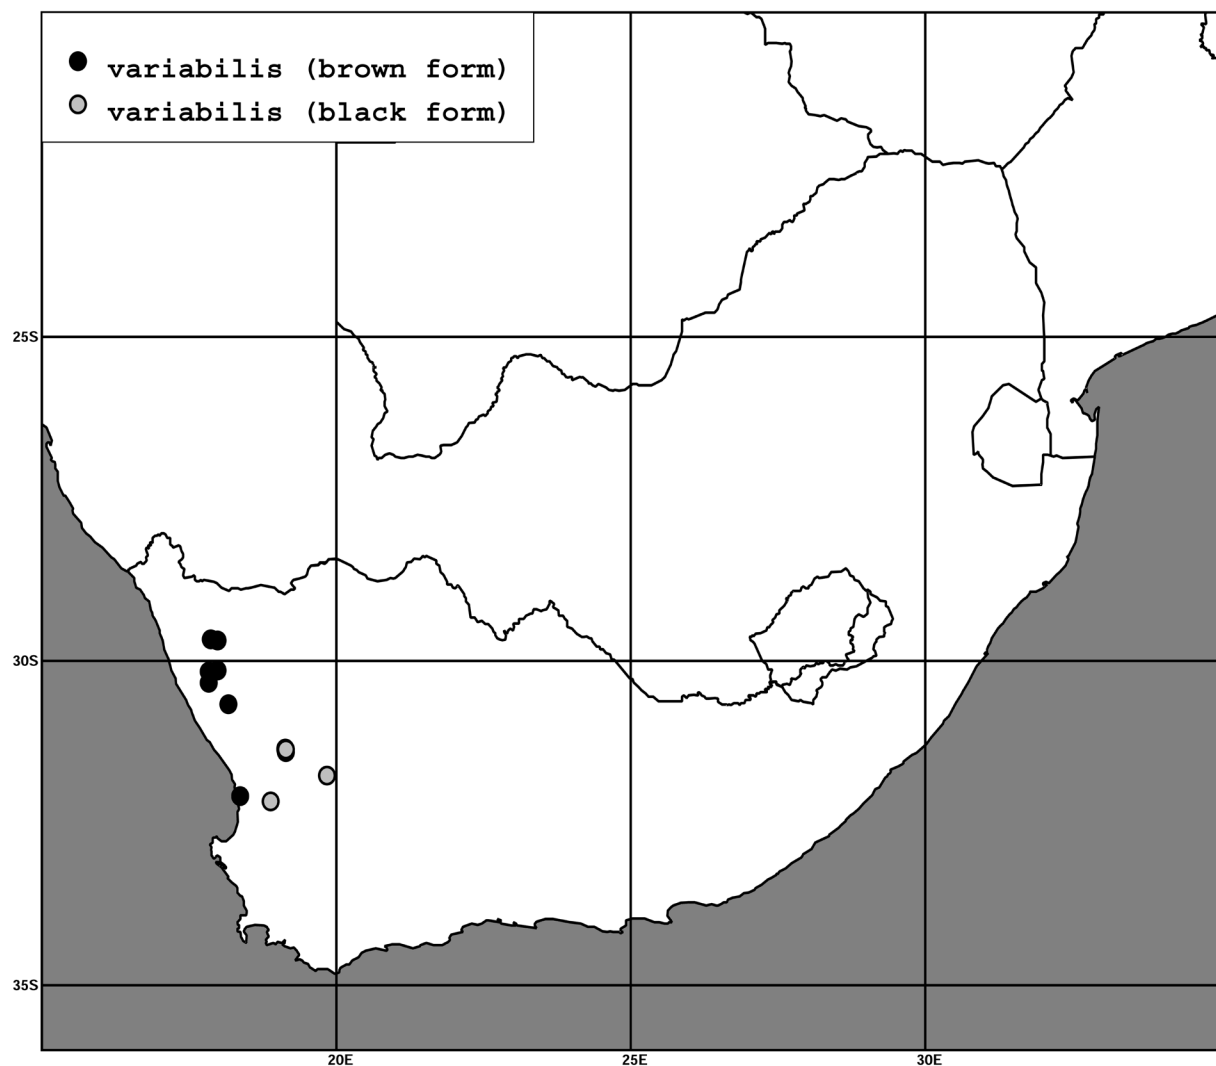 variabilis (brown form)
variabilis (black form)
25S
30S
35S
20E
25E
30E